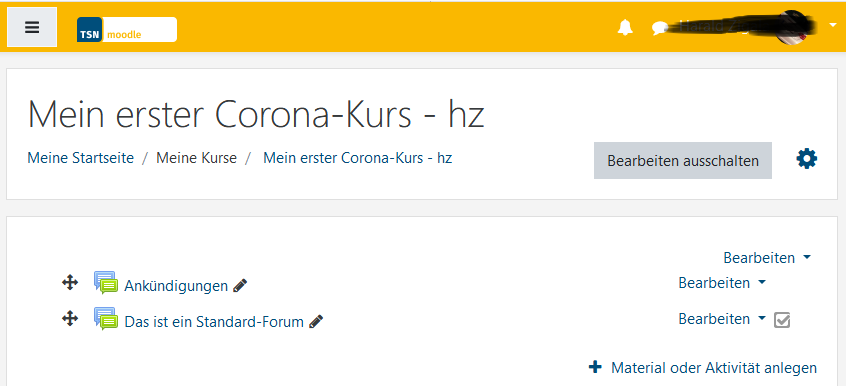 TSN moodle
Mein erster Corona-Kurs - hz
Meine Startseite / Meine Kurse / Mein erster Corona-Kurs - hz
Bearbeiten ausschalten
Bearbeiten
Ankündigungen Bearbeiten
Das ist ein Standard-Forum Bearbeiten
Material oder Aktivität anlegen